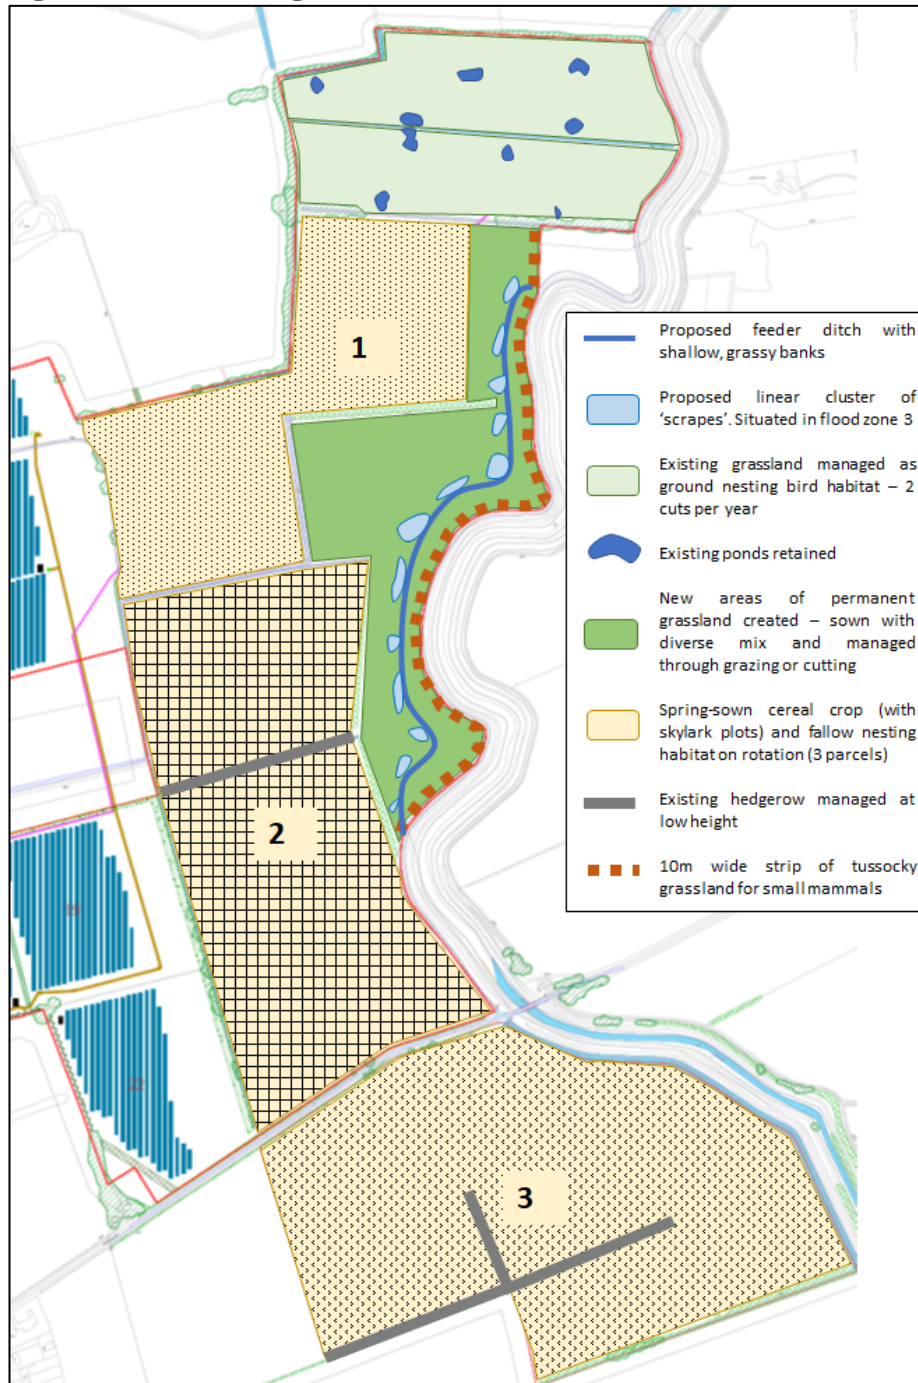 1
Proposed feeder ditch with
shallow, grassy banks
Proposed linear cluster of
'scrapes'. Situated in flood zone 3
Existing grassland managed as
ground nesting bird habitat – 2
cuts per year
Existing ponds retained
New areas of permanent
grassland created – sown with
diverse mix and managed
through grazing or cutting
Spring-sown cereal crop (with
skylark plots) and fallow nesting
habitat on rotation (3 parcels)
Existing hedgerow managed at
low height
10m wide strip of tussocky
grassland for small mammals
2
19
22
3